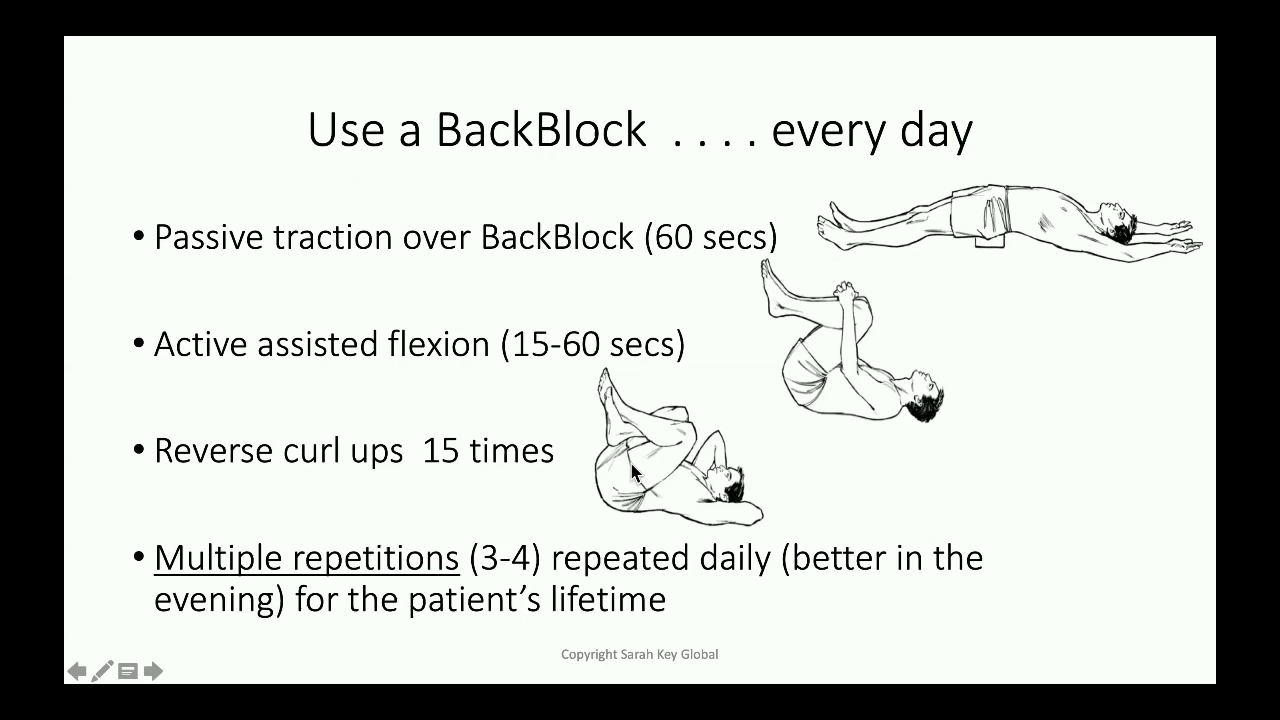 Use a BackBlock . . . . every day
• Passive traction over BackBlock (60 secs)
• Active assisted flexion (15-60 secs)
• Reverse curl ups  15 times
• Multiple repetitions (3-4) repeated daily (better in the
evening) for the patient’s lifetime
Copyright Sarah Key Global